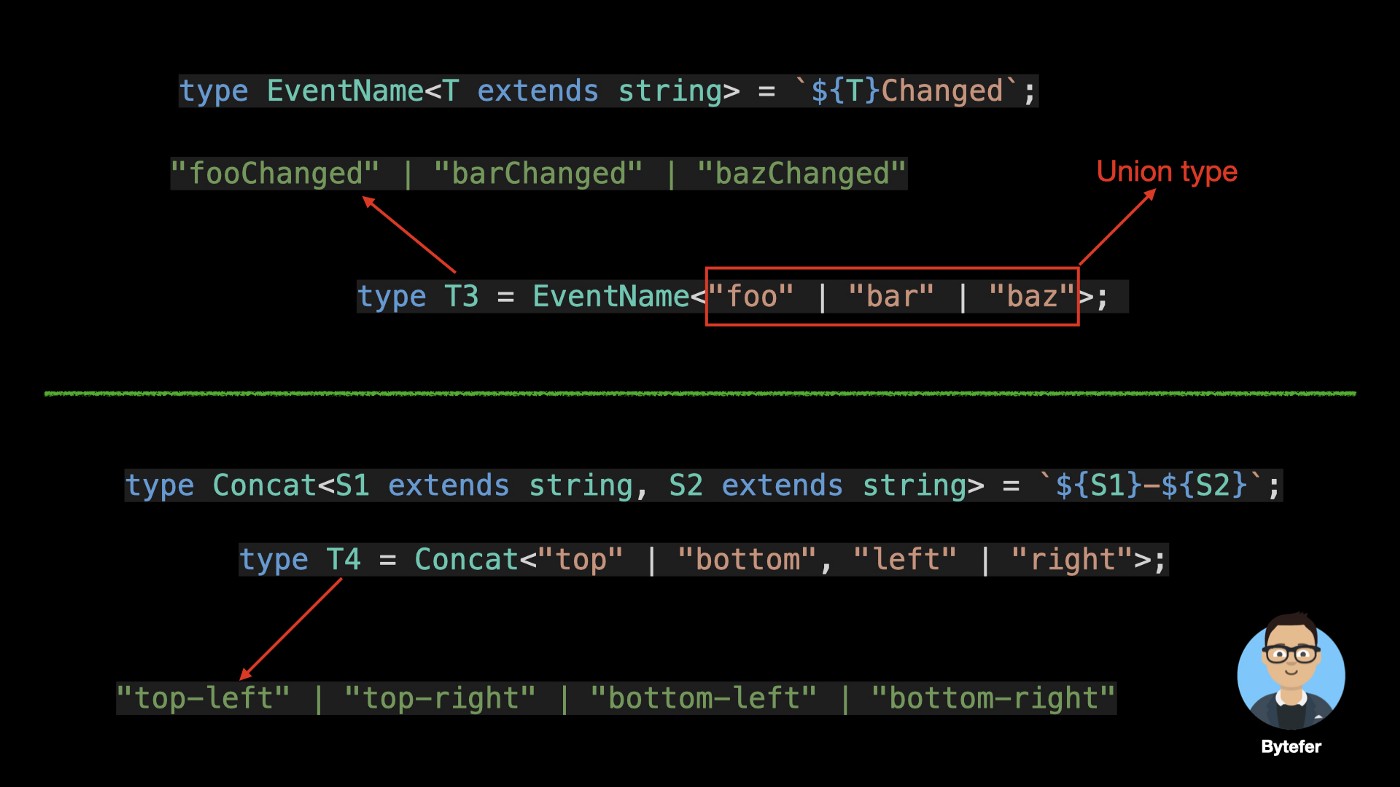 type EventName<T extends string> = `${T}Changed`;
"fooChanged" | "barChanged" | "bazChanged"
Union type
type T3 = EventName<"foo" | "bar" | "baz">;
type Concat<S1 extends string, S2 extends string> = `${S1}-${S2}`;
type T4 = Concat<"top" | "bottom", "left" | "right">;
"top-left" | "top-right" | "bottom-left" | "bottom-right"
Bytefer